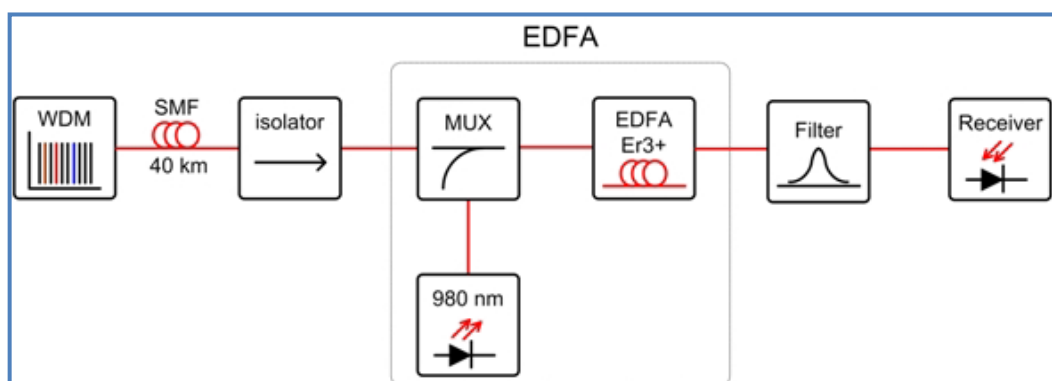 EDFA
WDM
SMF
40 km
isolator
MUX
EDFA
Er3+
Filter
Receiver
980 nm